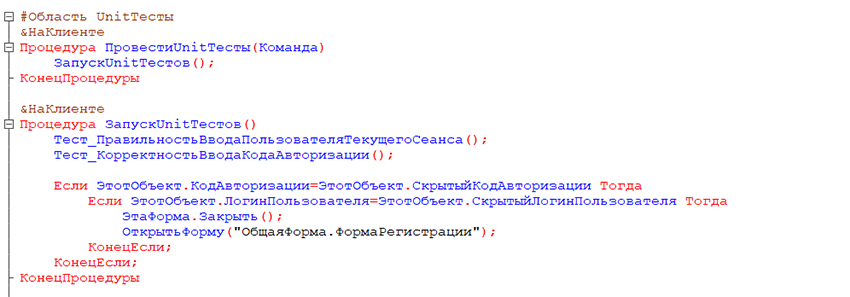 #Область UnitТесты
&НаКлиенте
Процедура ПровестиUnitТесты(Команда)
ЗапускUnitТестов();
КонецПроцедуры
&НаКлиенте
Процедура ЗапускUnitТестов()
Тест_ПравильностьВводаПользователяТекущегоСеанса();
Тест_КорректностьВводаКодаАвторизации();
Если ЭтотОбъект.КодАвторизации=ЭтотОбъект.СкрытыйКодАвторизации Тогда
Если ЭтотОбъект.ЛогинПользователя=ЭтотОбъект.СкрытыйЛогинПользователя Тогда
ЭтаФорма.Закрыть();
ОткрытьФорму("ОбщаяФорма.ФормаРегистрации");
КонецЕсли;
КонецЕсли;
КонецПроцедуры